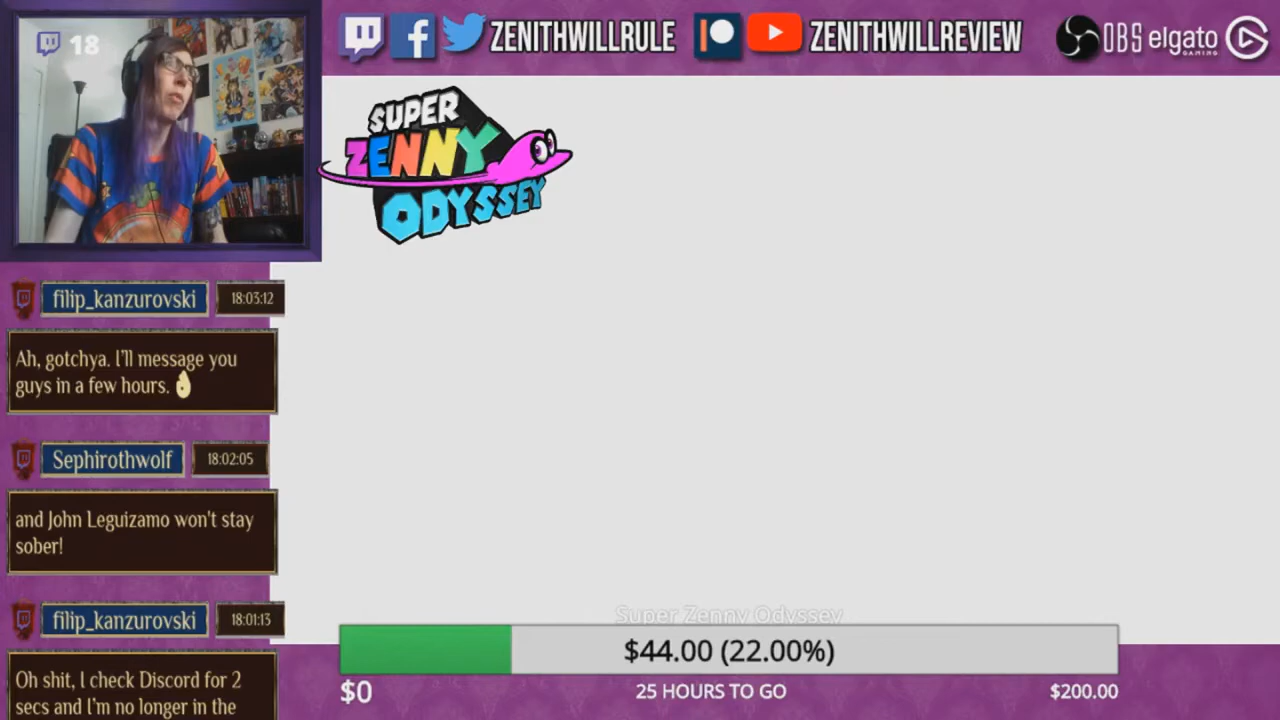 18
ZENITHWILLRULE
ZENITHWILLREVIEW
OBS elgato
GAMING
SUPER
ZENNY
ODYSSEY
filip_kanzurovski 18:03:12
Ah, gotchya. I'll message you
guys in a few hours. 👌
Sephirothwolf 18:02:05
and John Leguizamo won't stay
sober!
filip_kanzurovski 18:01:13
Oh shit, I check Discord for 2
secs and I'm no longer in the
Super Zenny Odyssey
$44.00 (22.00%)
$0 25 HOURS TO GO $200.00